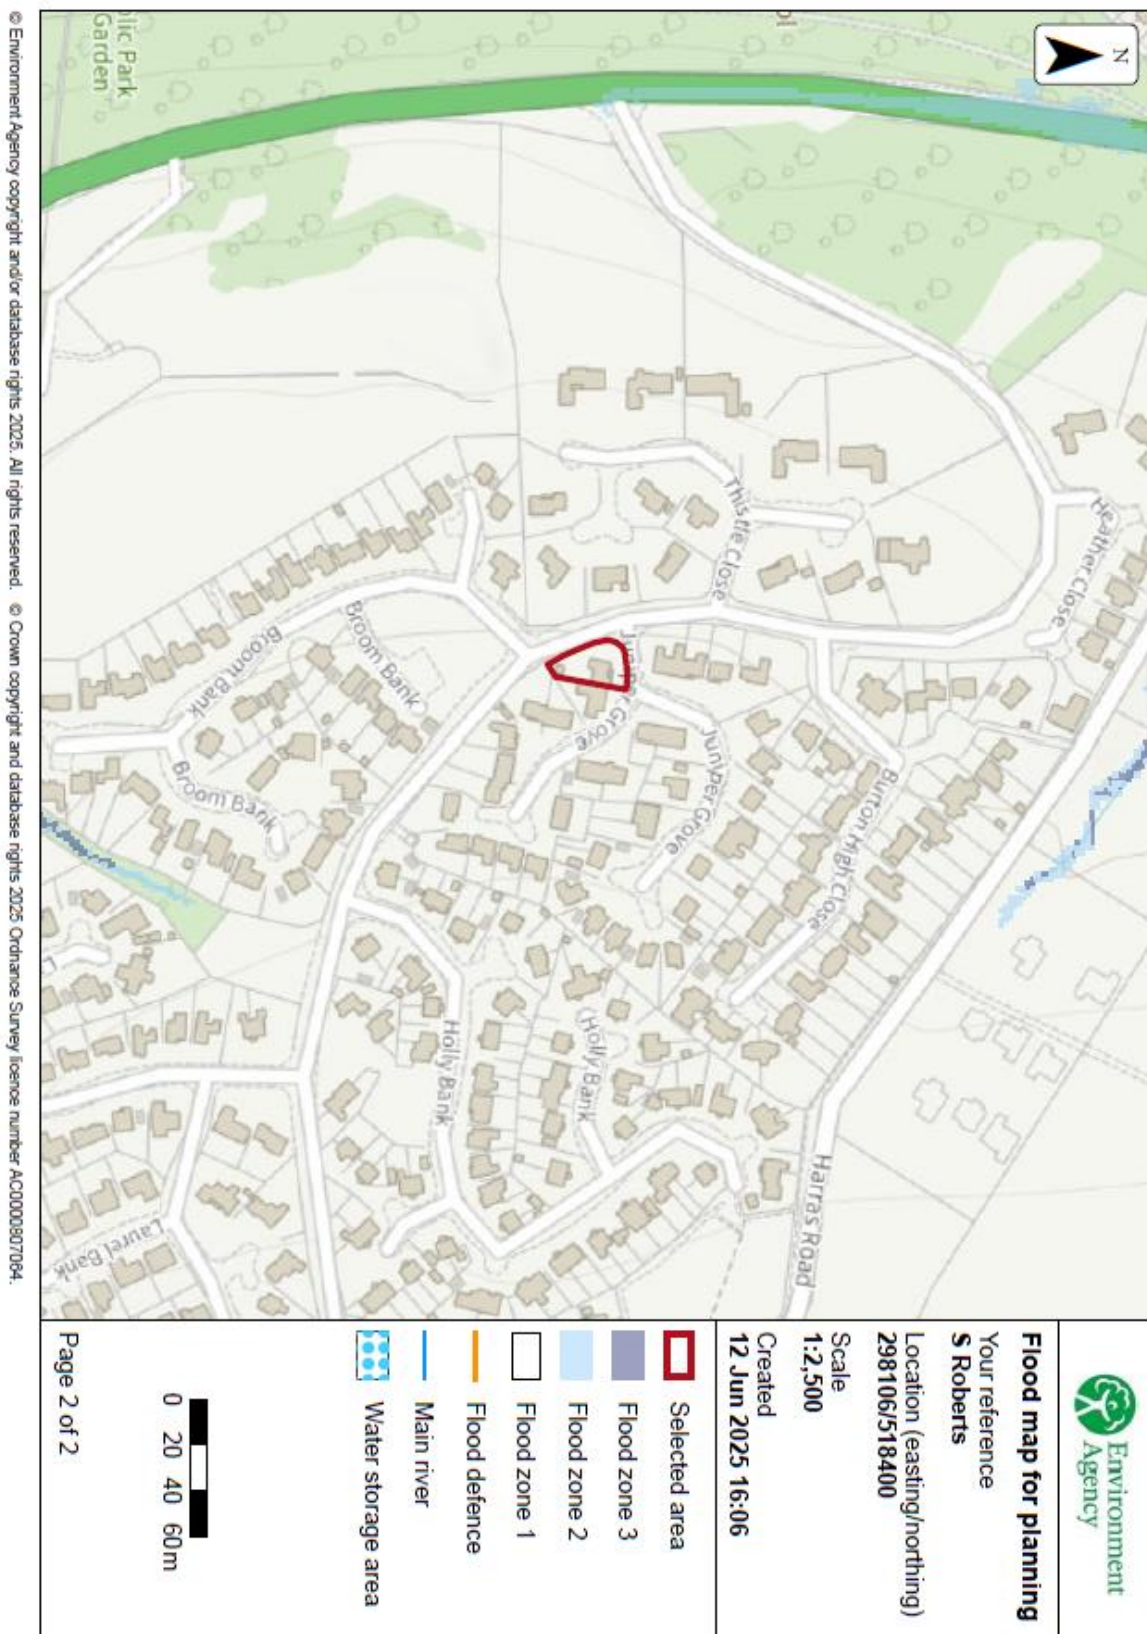 Environment
Agency
Flood map for planning
Your reference
S Roberts
Location (easting/northing)
298106/518400
Scale
1:2,500
Created
12 Jun 2025 16:06
Selected area
Flood zone 3
Flood zone 2
Flood zone 1
Flood defence
Main river
Water storage area
0 20 40 60m
Page 2 of 2
N
ol
lic Park
Garden
Heather Close
Thistle Close
Juniper Grove
Juniper Grove
Burton High Close
Broom Bank
Broom Bank
Broom Bank
Holly Bank
Holly Bank
Harras Road
Laurel Bank
© Environment Agency copyright and/or database rights 2025. All rights reserved. © Crown copyright and database rights 2025 Ordnance Survey licence number AC0000807064.